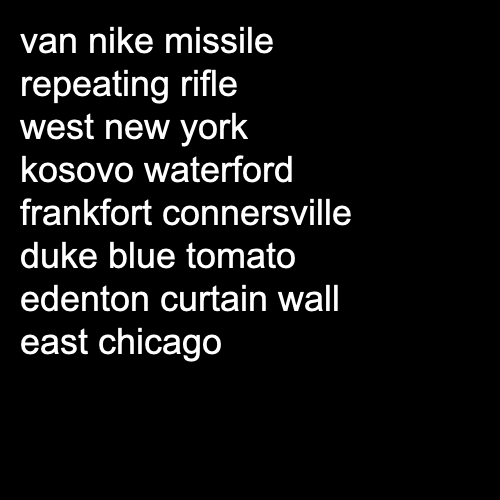 van nike missile
repeating rifle
west new york
kosovo waterford
frankfort connersville
duke blue tomato
edenton curtain wall
east chicago